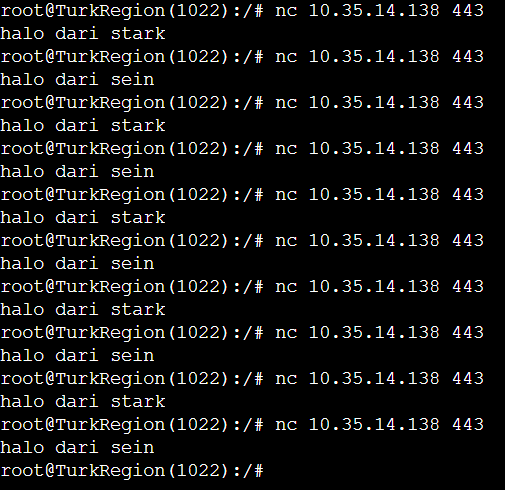 root@TurkRegion(1022):/# nc 10.35.14.138 443
halo dari stark
root@TurkRegion(1022):/# nc 10.35.14.138 443
halo dari sein
root@TurkRegion(1022):/# nc 10.35.14.138 443
halo dari stark
root@TurkRegion(1022):/# nc 10.35.14.138 443
halo dari sein
root@TurkRegion(1022):/# nc 10.35.14.138 443
halo dari stark
root@TurkRegion(1022):/# nc 10.35.14.138 443
halo dari sein
root@TurkRegion(1022):/# nc 10.35.14.138 443
halo dari stark
root@TurkRegion(1022):/# nc 10.35.14.138 443
halo dari sein
root@TurkRegion(1022):/# nc 10.35.14.138 443
halo dari stark
root@TurkRegion(1022):/# nc 10.35.14.138 443
halo dari sein
root@TurkRegion(1022):/#